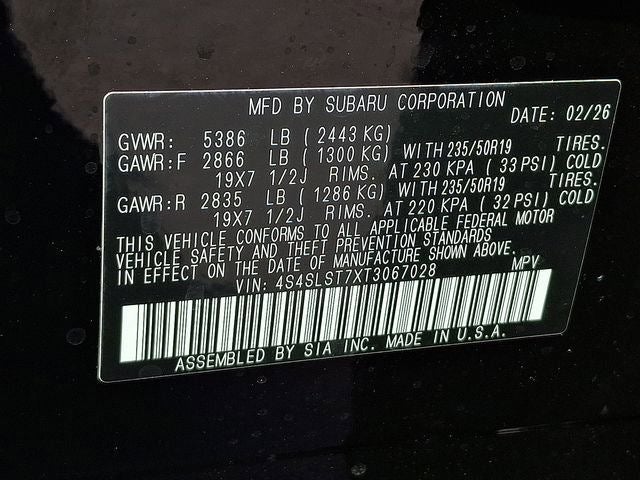 MFD BY SUBARU CORPORATION DATE: 02/26
GVWR: 5386 LB (2443 KG)
GAWR:F 2866 LB (1300 KG) WITH 235/50R19 TIRES.
19X7 1/2J RIMS. AT 230 KPA (33 PSI) COLD
GAWR:R 2835 LB (1286 KG) WITH 235/50R19 TIRES.
19X7 1/2J RIMS. AT 220 KPA (32 PSI) COLD
THIS VEHICLE CONFORMS TO ALL APPLICABLE FEDERAL MOTOR
VEHICLE SAFETY AND THEFT PREVENTION STANDARDS
IN EFFECT ON THE DATE OF MANUFACTURE SHOWN ABOVE.
VIN: 4S4SLST7XT3067028 MPV
ASSEMBLED BY SIA INC. MADE IN U.S.A.